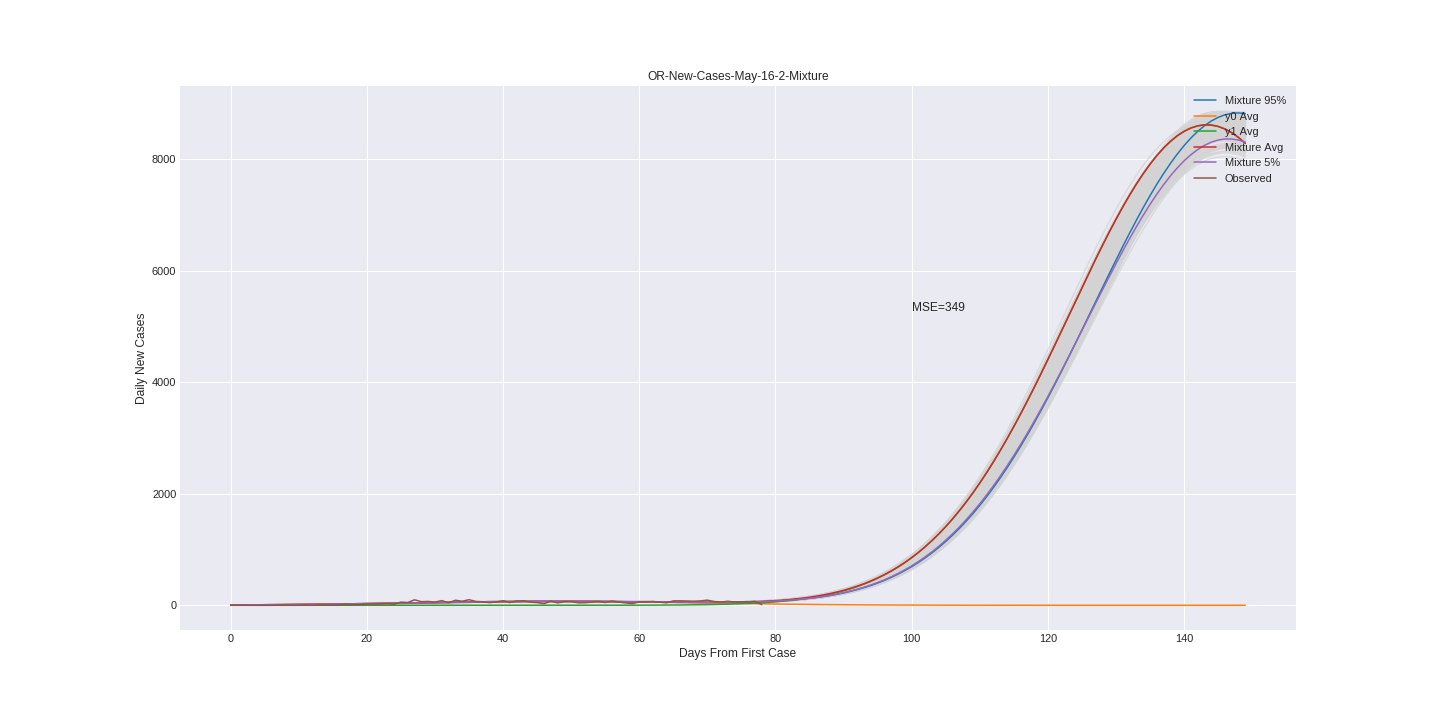 OR-New-Cases-May-16-2-Mixture
Mixture 95%
y0 Avg
y1 Avg
Mixture Avg
Mixture 5%
Observed
MSE=349
Daily New Cases
8000
6000
4000
2000
0
0 20 40 60 80 100 120 140
Days From First Case